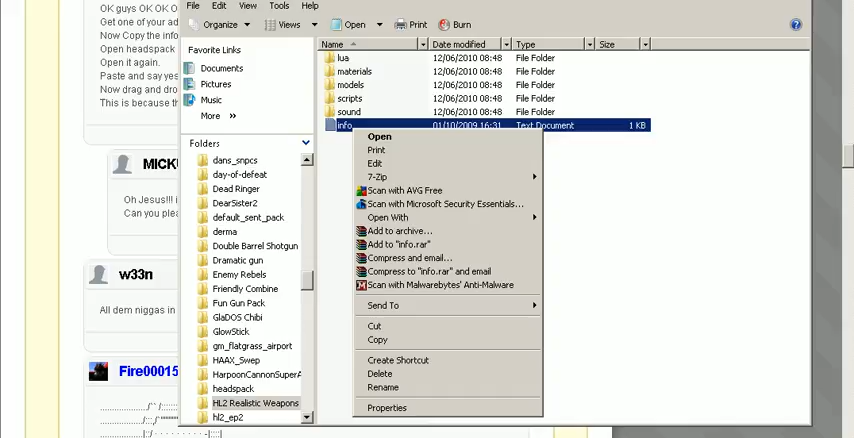 OK guys OK OK O
Get one of your ad
Now Copy the info
Open headspack
Open it again.
Paste and say yes
Now drag and dro
This is because th
MICKU
Oh Jesus!!! i
Can you plea
w33n
All dem niggas in
Fire00015
File Edit View Tools Help
Organize Views Open Print Burn
Favorite Links
Documents
Pictures
Music
More »
Folders
dans_snpcs
day-of-defeat
Dead Ringer
DearSister2
default_sent_pack
derma
Double Barrel Shotgun
Dramatic gun
Enemy Rebels
Friendly Combine
Fun Gun Pack
GlaDOS Chibi
GlowStick
gm_flatgrass_airport
HAAX_Swep
HarpoonCannonSuperA
headspack
HL2 Realistic Weapons
hl2_ep2
Name Date modified Type Size
lua 12/06/2010 08:48 File Folder
materials 12/06/2010 08:48 File Folder
models 12/06/2010 08:48 File Folder
scripts 12/06/2010 08:48 File Folder
sound 12/06/2010 08:48 File Folder
info 01/10/2009 16:31 Text Document 1 KB
Open
Print
Edit
7-Zip
Scan with AVG Free
Scan with Microsoft Security Essentials...
Open With
Add to archive...
Add to "info.rar"
Compress and email...
Compress to "info.rar" and email
Scan with Malwarebytes' Anti-Malware
Send To
Cut
Copy
Create Shortcut
Delete
Rename
Properties